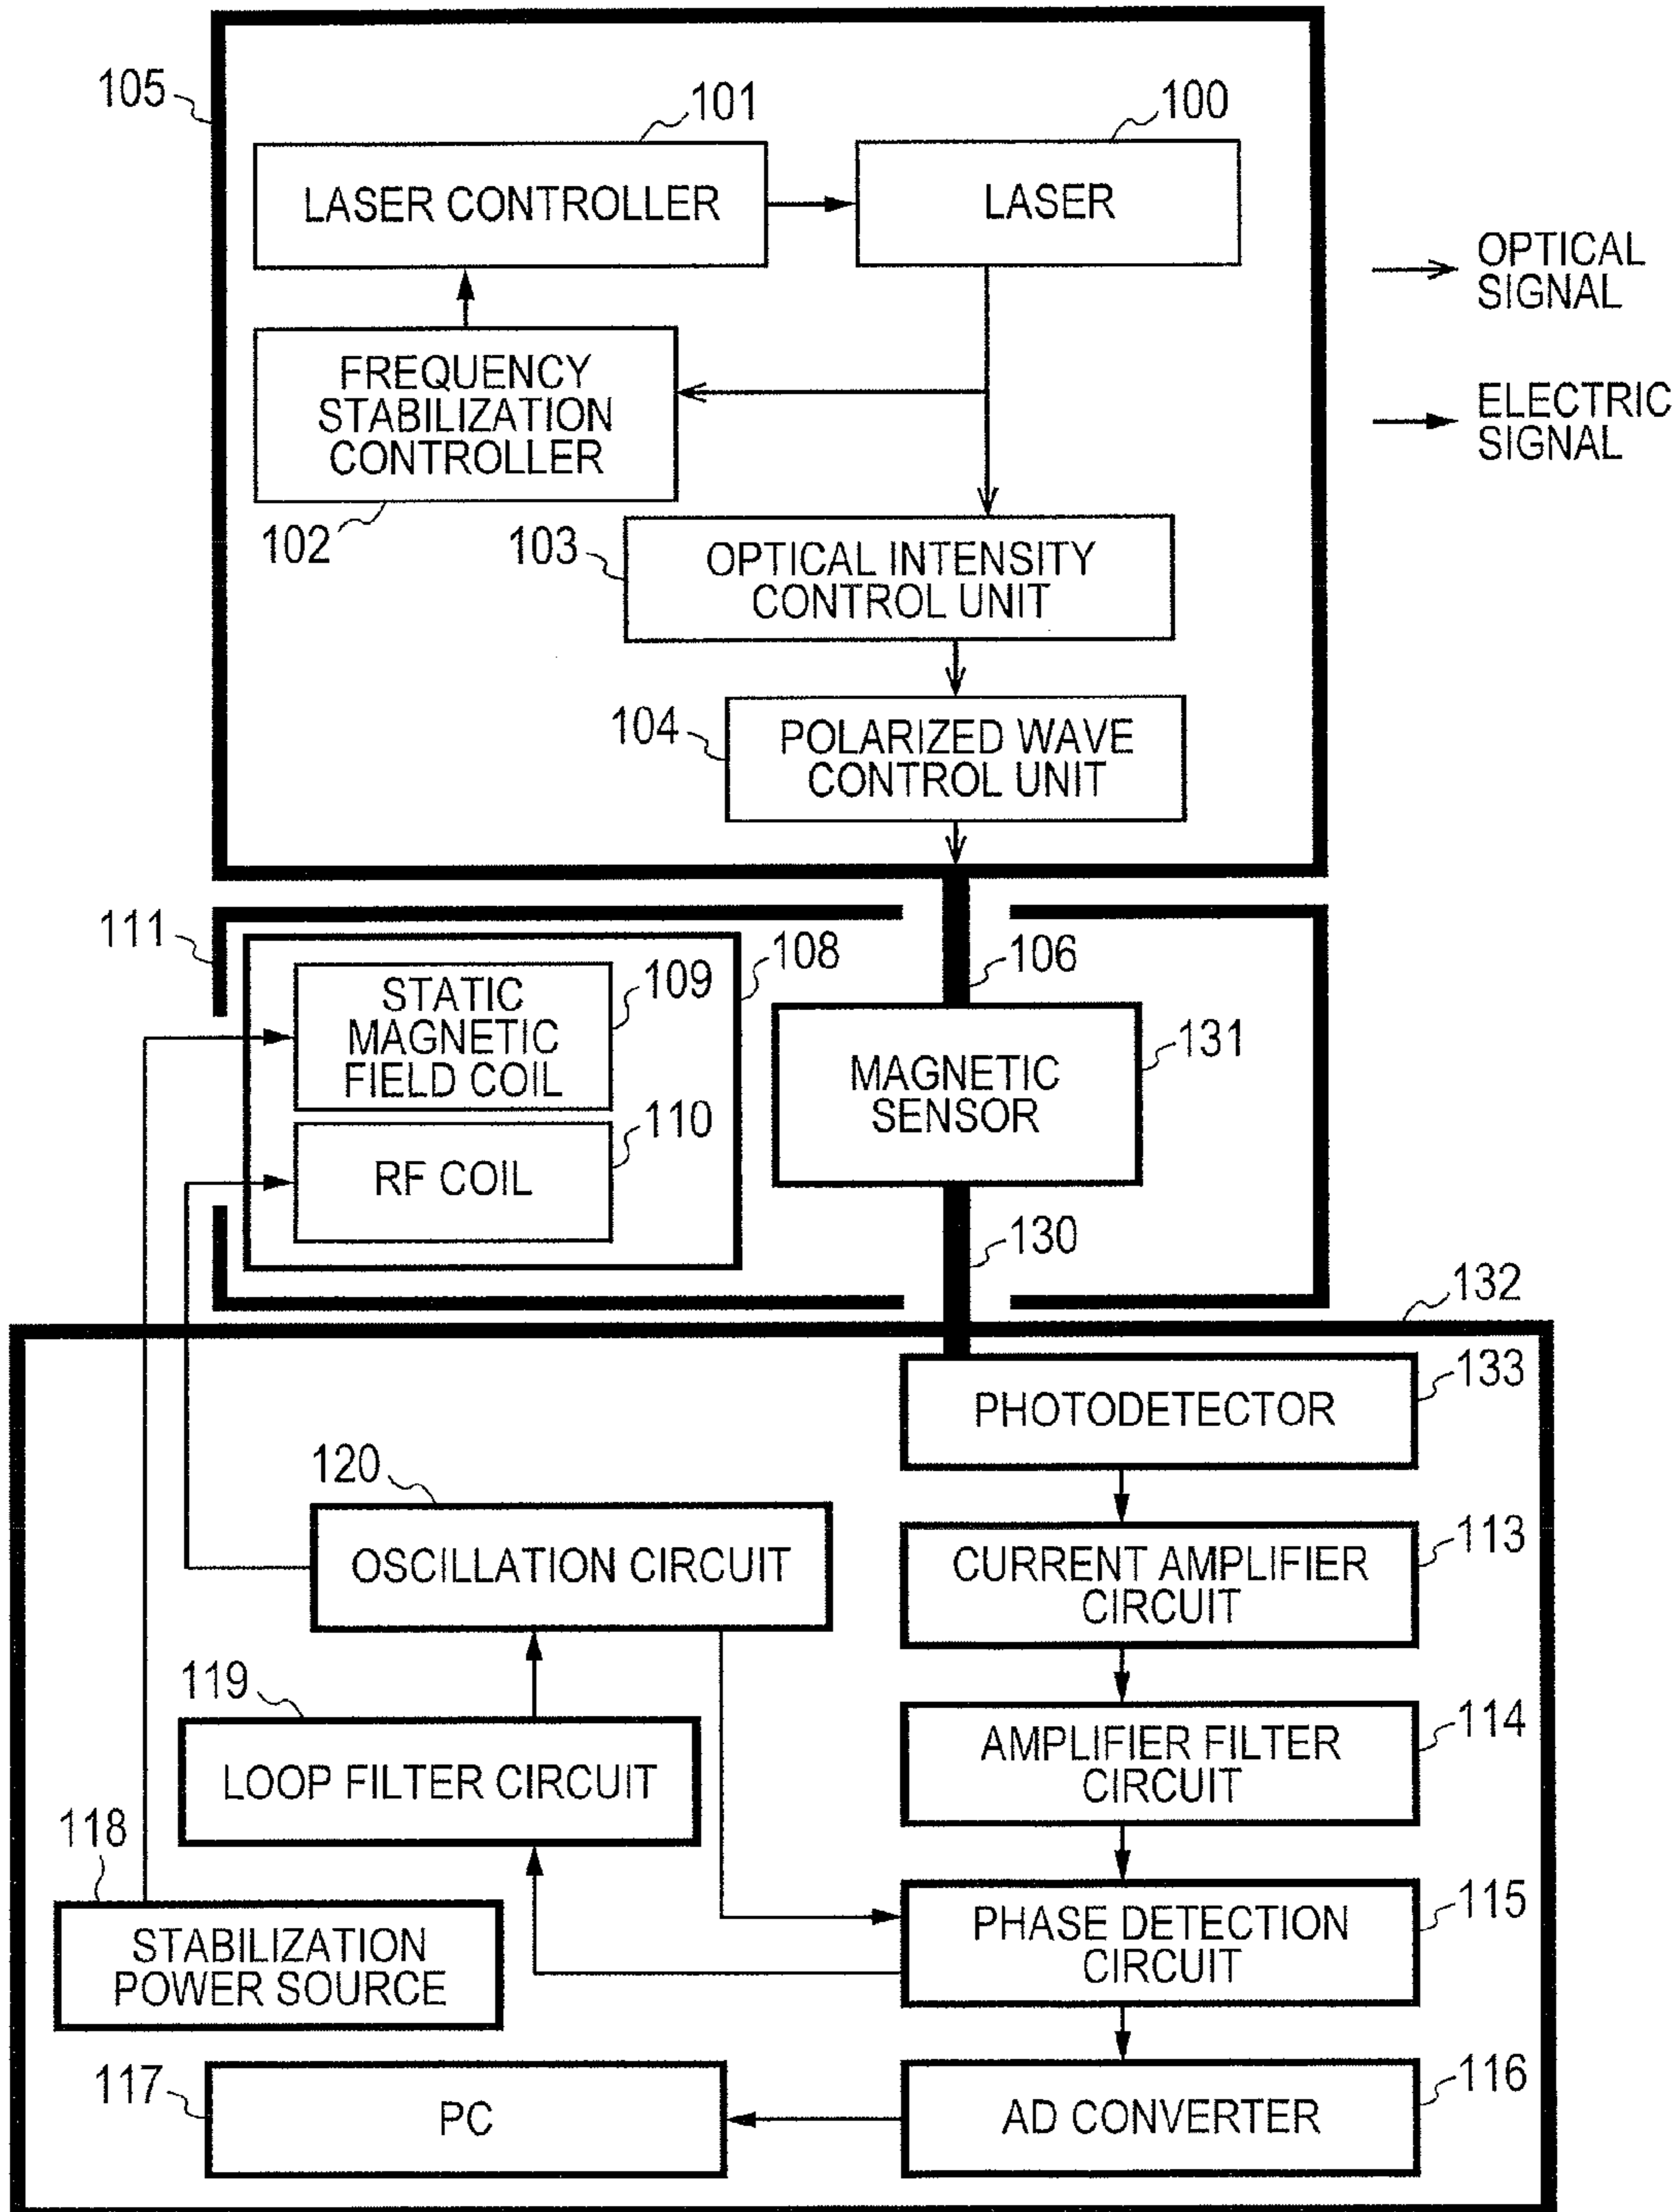 105
101
100
LASER CONTROLLER
LASER
OPTICAL
SIGNAL
FREQUENCY
STABILIZATION
CONTROLLER
ELECTRIC
SIGNAL
102
103
OPTICAL INTENSITY
CONTROL UNIT
104
POLARIZED WAVE
CONTROL UNIT
111
108
106
109
STATIC
MAGNETIC
FIELD COIL
131
MAGNETIC
SENSOR
110
RF COIL
130
132
133
PHOTODETECTOR
120
OSCILLATION CIRCUIT
113
CURRENT AMPLIFIER
CIRCUIT
119
LOOP FILTER CIRCUIT
114
AMPLIFIER FILTER
CIRCUIT
118
STABILIZATION
POWER SOURCE
115
PHASE DETECTION
CIRCUIT
117
PC
116
AD CONVERTER